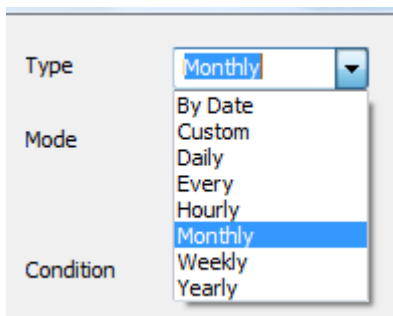 Type Monthly
By Date
Mode Custom
Daily
Every
Hourly
Monthly
Condition Weekly
Yearly